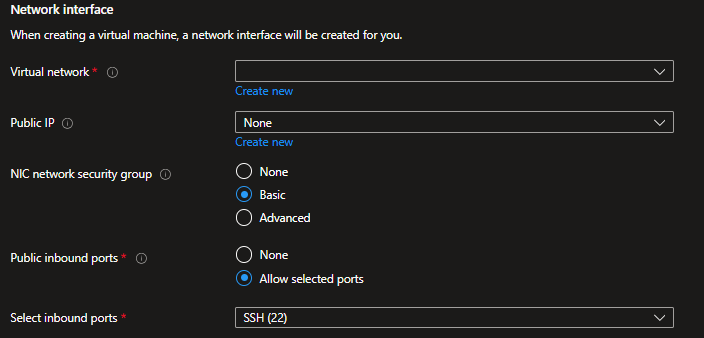 Network interface
When creating a virtual machine, a network interface will be created for you.
Virtual network *
Create new
Public IP
None
Create new
NIC network security group
None
Basic
Advanced
Public inbound ports *
None
Allow selected ports
Select inbound ports *
SSH (22)